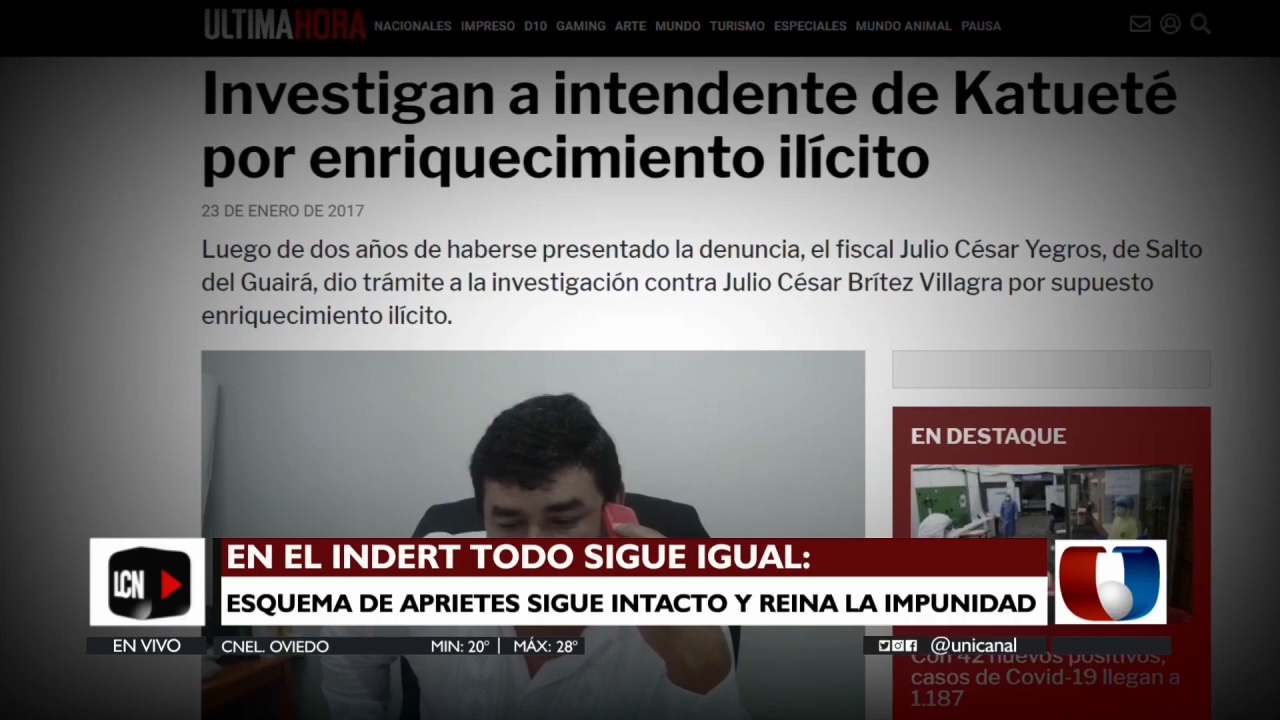 ULTIMAHORA NACIONALES IMPRESO D10 GAMING ARTE MUNDO TURISMO ESPECIALES MUNDO ANIMAL PAUSA
Investigan a intendente de Katueté
por enriquecimiento ilícito
23 DE ENERO DE 2017
Luego de dos años de haberse presentado la denuncia, el fiscal Julio César Yegros, de Salto
del Guairá, dio trámite a la investigación contra Julio César Brítez Villagra por supuesto
enriquecimiento ilícito.
EN DESTAQUE
LCN
EN EL INDERT TODO SIGUE IGUAL:
ESQUEMA DE APRIETES SIGUE INTACTO Y REINA LA IMPUNIDAD
EN VIVO CNEL. OVIEDO MIN: 20° | MÁX: 28° @unicanal
Con 42 nuevos positivos,
casos de Covid-19 llegan a
1.187